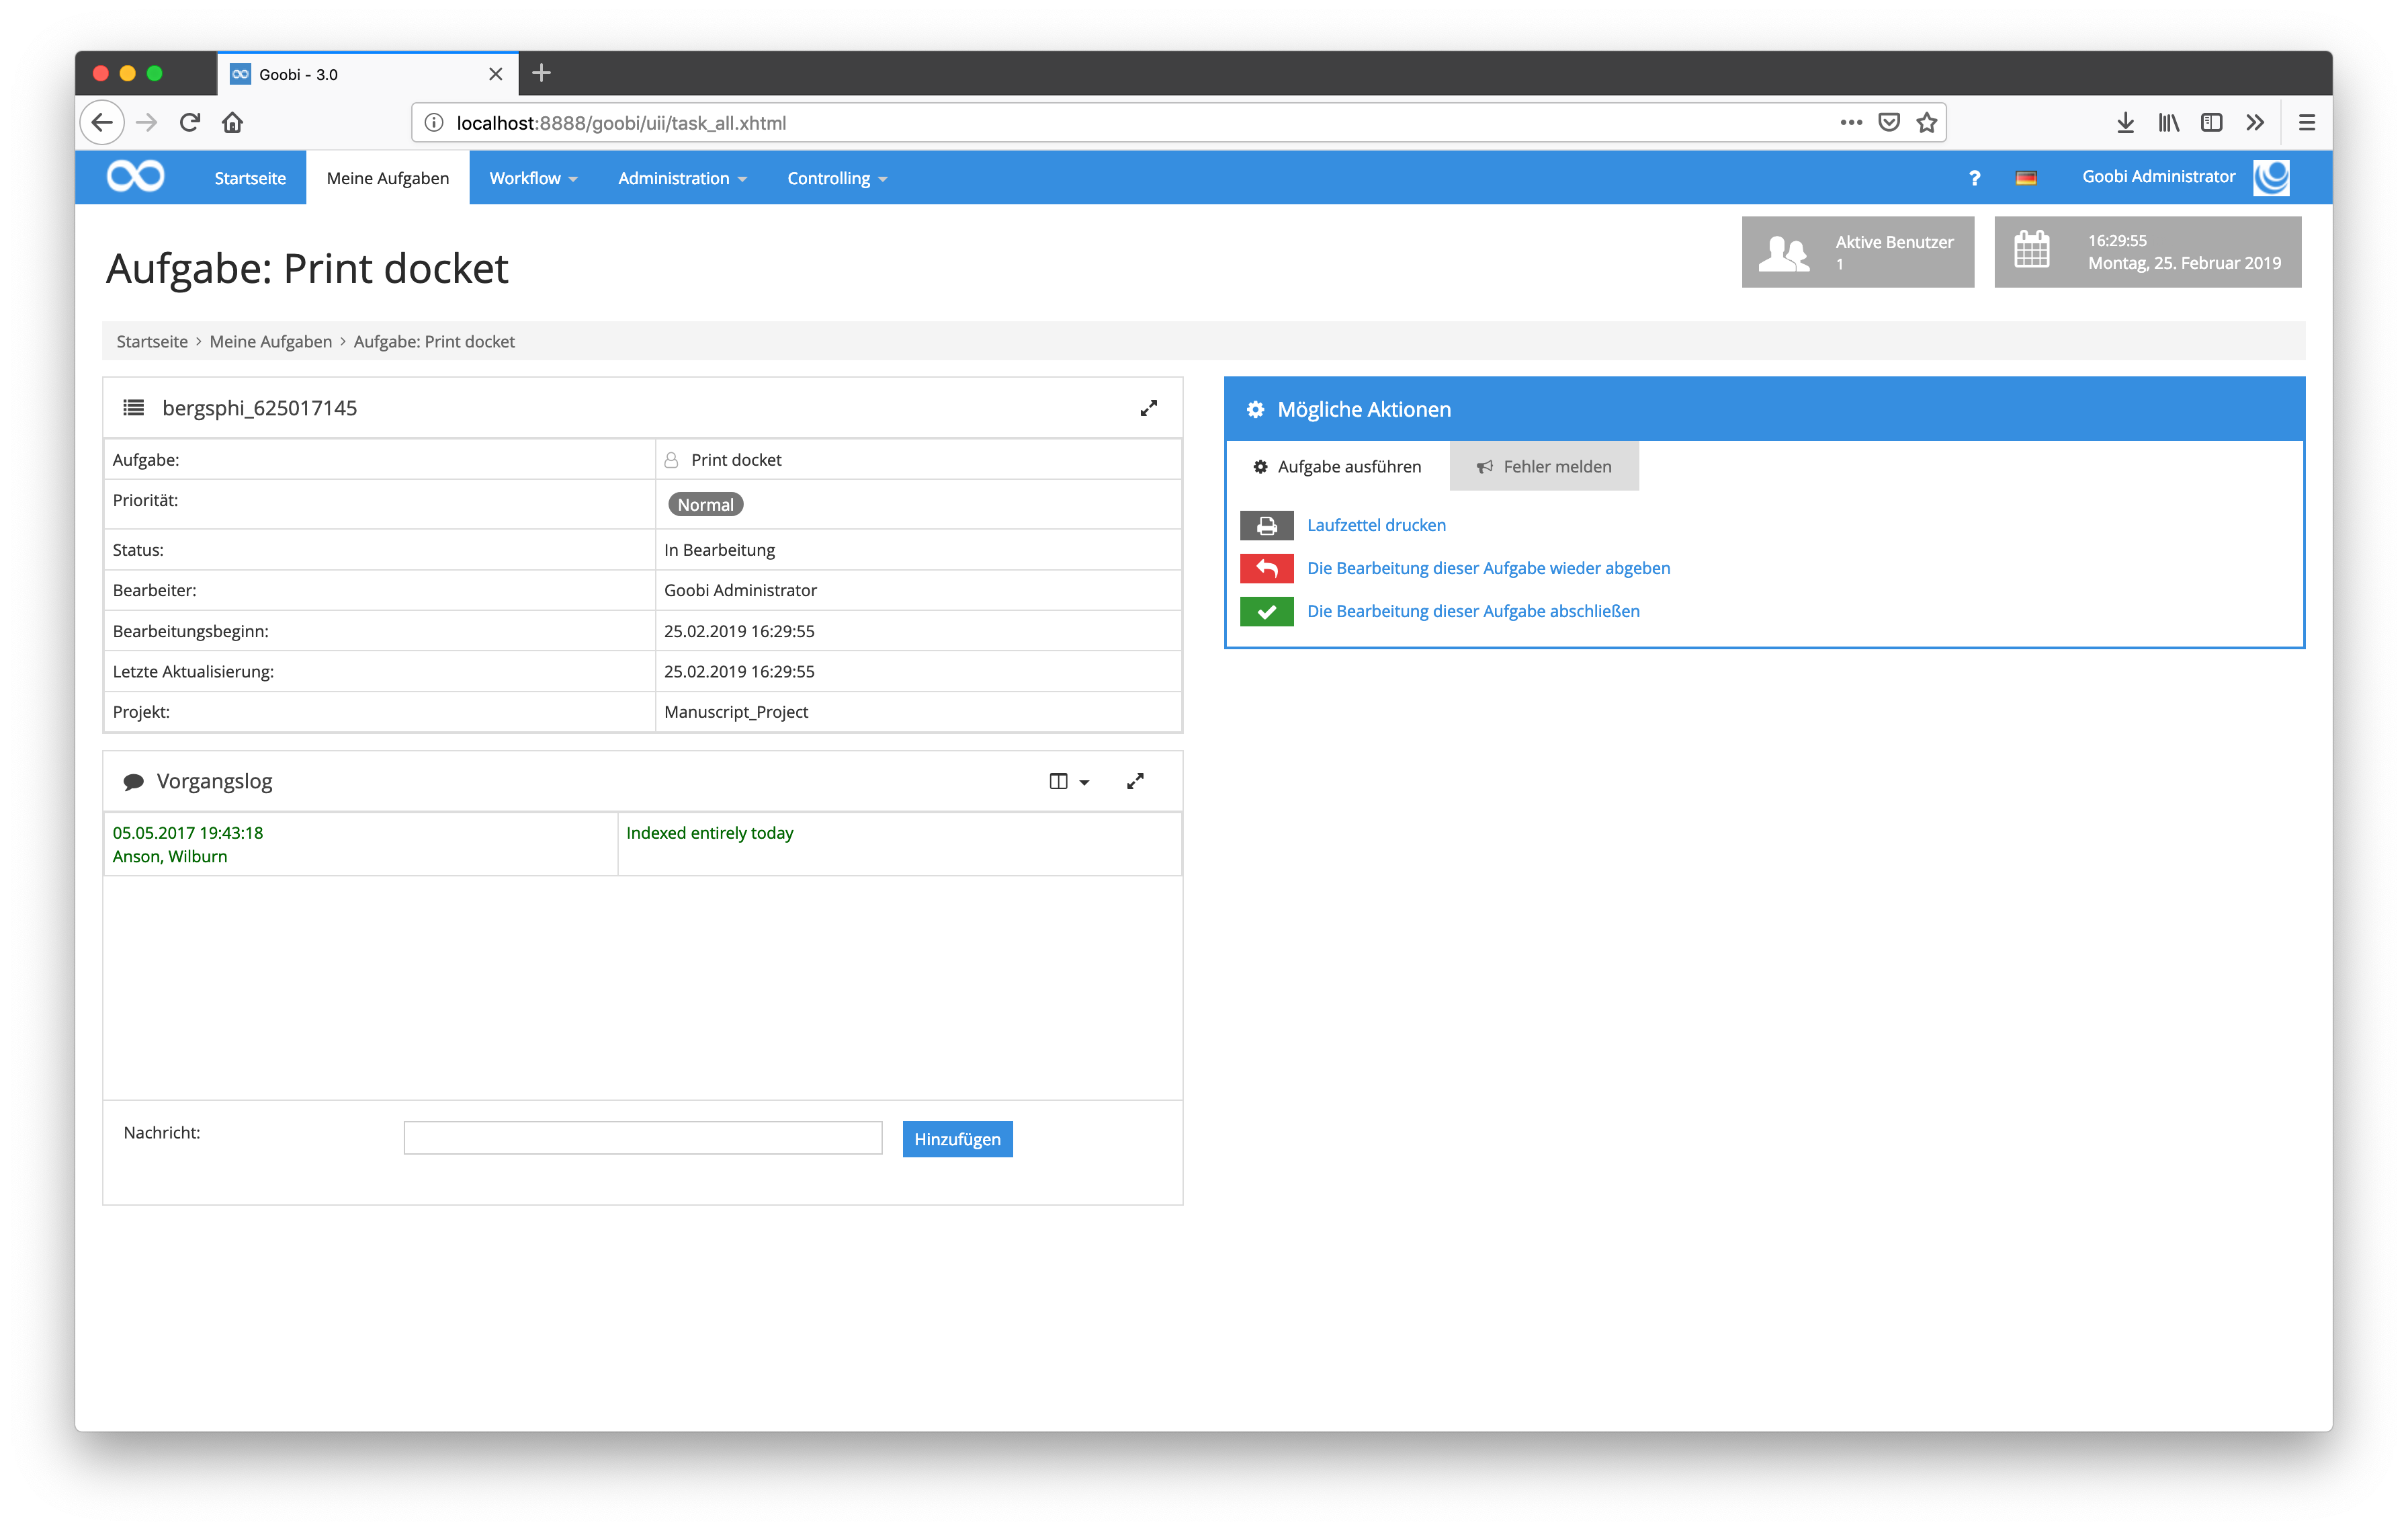 Goobi - 3.0
localhost:8888/goobi/uii/task_all.xhtml
Startseite
Meine Aufgaben
Workflow
Administration
Controlling
?
Goobi Administrator
Aufgabe: Print docket
Aktive Benutzer
1
16:29:55
Montag, 25. Februar 2019
Startseite › Meine Aufgaben › Aufgabe: Print docket
bergsphi_625017145
Aufgabe: Print docket
Priorität: Normal
Status: In Bearbeitung
Bearbeiter: Goobi Administrator
Bearbeitungsbeginn: 25.02.2019 16:29:55
Letzte Aktualisierung: 25.02.2019 16:29:55
Projekt: Manuscript_Project
Vorgangslog
05.05.2017 19:43:18
Anson, Wilburn
Indexed entirely today
Nachricht:
Hinzufügen
Mögliche Aktionen
Aufgabe ausführen
Fehler melden
Laufzettel drucken
Die Bearbeitung dieser Aufgabe wieder abgeben
Die Bearbeitung dieser Aufgabe abschließen